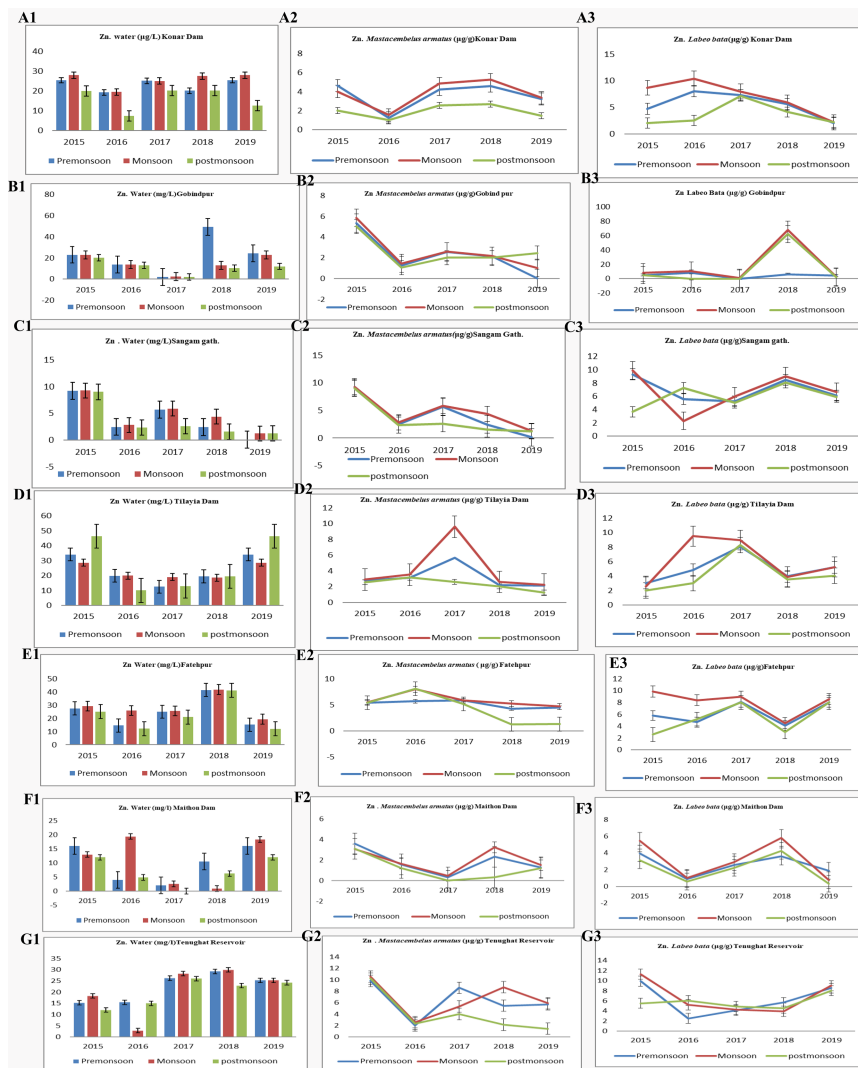 A1
Zn. water (µg/L) Konar Dam
40
30
20
10
0
2015 2016 2017 2018 2019
Premonsoon Monsoon postmonsoon
A2
Zn. Mastacembelus armatus (µg/g)Konar Dam
8
6
4
2
0
2015 2016 2017 2018 2019
Premonsoon Monsoon postmonsoon
A3
Zn. Labeo bata(µg/g) Konar Dam
15
10
5
0
2015 2016 2017 2018 2019
Premonsoon Monsoon postmonsoon
B1
Zn. Water (mg/L)Gobindpur
80
60
40
20
0
-20
2015 2016 2017 2018 2019
Premonsoon Monsoon postmonsoon
B2
Zn. Mastacembelus armatus (µg/g)Gobind pur
8
6
4
2
0
2015 2016 2017 2018 2019
Premonsoon Monsoon postmonsoon
B3
Zn Labeo Bata (µg/g) Gobindpur
100
80
60
40
20
0
2015 2016 2017 2018 2019
Premonsoon Monsoon postmonsoon
C1
Zn . Water (mg/L)Sangam gath.
15
10
5
0
-5
2015 2016 2017 2018 2019
Premonsoon Monsoon postmonsoon
C2
Zn. Mastacembelus armatus(µg/g)Sangam Gath.
15
10
5
0
-5
2015 2016 2017 2018 2019
Premonsoon Monsoon
postmonsoon
C3
Zn. Labeo bata (µg/g)Sangam gath.
12
10
8
6
4
2
0
2015 2016 2017 2018 2019
Premonsoon Monsoon postmonsoon
D1
Zn Water (mg/L) Tilayia Dam
60
50
40
30
20
10
0
2015 2016 2017 2018 2019
Premonsoon Monsoon postmonsoon
D2
Zn. Mastacembelus armatus (µg/g) Tilayia Dam
12
10
8
6
4
2
0
2015 2016 2017 2018 2019
Premonsoon Monsoon postmonsoon
D3
Zn. Labeo bata (µg/g) Tilayia Dam
12
10
8
6
4
2
0
2015 2016 2017 2018 2019
Premonsoon Monsoon postmonsoon
E1
Zn Water (mg/L)Fatehpur
50
40
30
20
10
0
2015 2016 2017 2018 2019
Premonsoon Monsoon postmonsoon
E2
Zn. Mastacembelus armatus ( µg/g) Fatehpur
10
5
0
-5
2015 2016 2017 2018 2019
Premonsoon Monsoon postmonsoon
E3
Zn. Labeo bata (µg/g)Fatehpur
12
10
8
6
4
2
0
2015 2016 2017 2018 2019
Premonsoon Monsoon postmonsoon
F1
Zn. Water (mg/l) Maithon Dam
25
20
15
10
5
0
-5
2015 2016 2017 2018 2019
Premonsoon Monsoon postmonsoon
F2
Zn . Mastacembelus armatus (µg/g) Maithon Dam
6
4
2
0
-2
2015 2016 2017 2018 2019
Premonsoon Monsoon postmonsoon
F3
Zn. Labeo bata (µg/g) Maithon Dam
8
6
4
2
0
-2
2015 2016 2017 2018 2019
Premonsoon Monsoon postmonsoon
G1
Zn. Water (mg/l)Tenughat Reservoir
35
30
25
20
15
10
5
0
2015 2016 2017 2018 2019
Premonsoon Monsoon postmonsoon
G2
Zn . Mastacembelus armatus (µg/g) Tenughat Reservoir
14
12
10
8
6
4
2
0
2015 2016 2017 2018 2019
Premonsoon Monsoon postmonsoon
G3
Zn. Labeo bata (µg/g) Tenughat Reservoir
14
12
10
8
6
4
2
0
2015 2016 2017 2018 2019
Premonsoon Monsoon postmonsoon